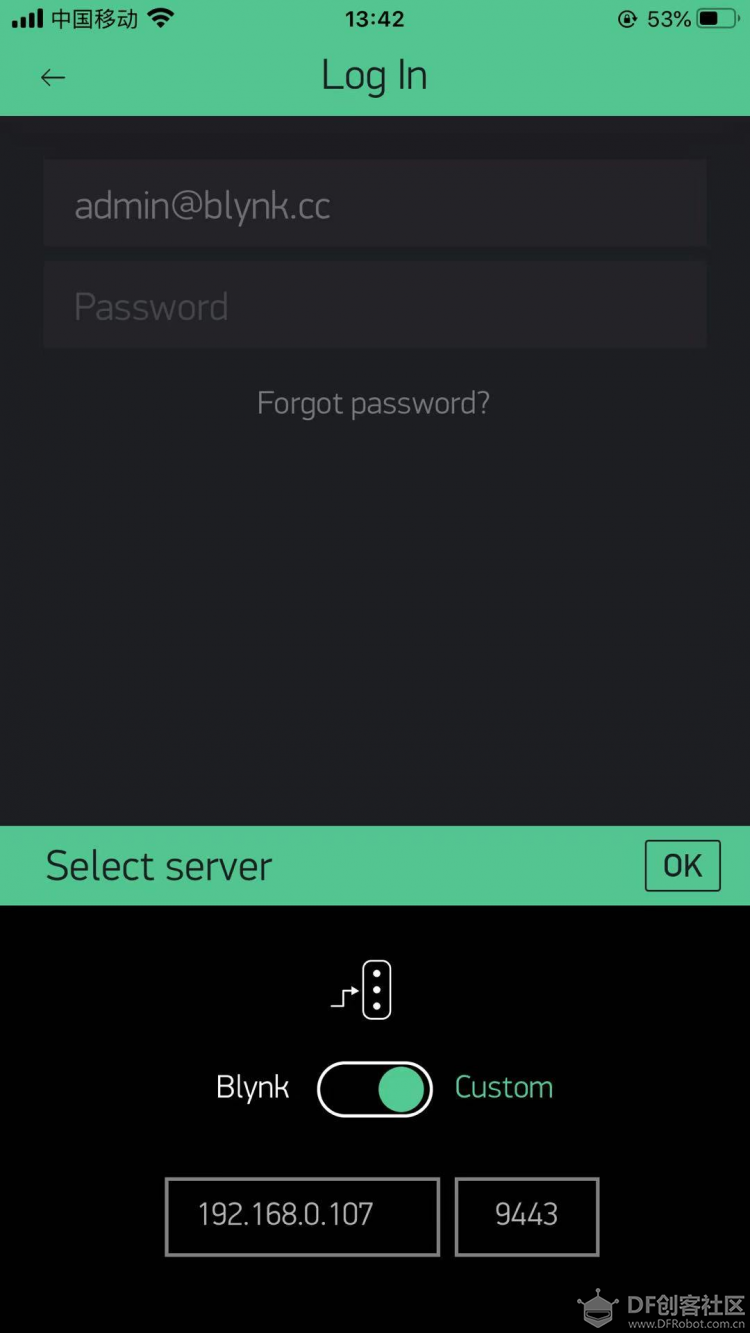 中国移动 13:42 53%
← Log In
admin@blynk.cc
Password
Forgot password?
Select server OK
Blynk Custom
192.168.0.107 9443
DF创客社区
www.DFRobot.com.cn